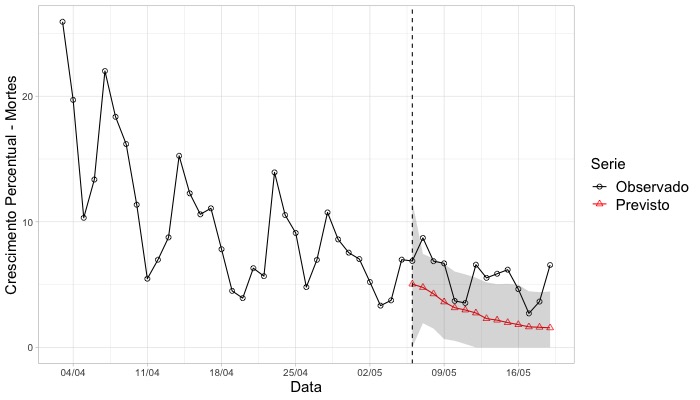 Crescimento Percentual - Mortes
20
10
0
04/04 11/04 18/04 25/04 02/05 09/05 16/05
Data
Serie
Observado
Previsto